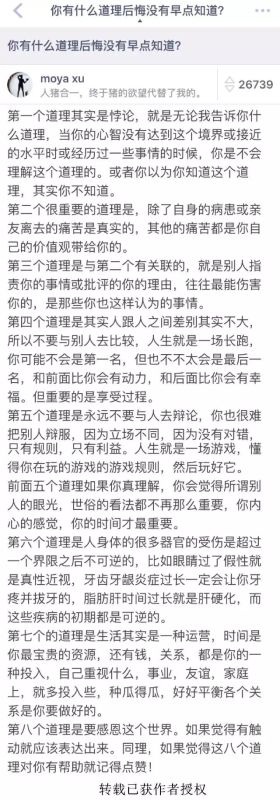 你有什么道理后悔没有早点知道?
你有什么道理后悔没有早点知道?
moya xu
人猪合一，终于猪的欲望代替了我的。
26739
第一个道理其实是悖论，就是无论我告诉你什
么道理，当你的心智没有达到这个境界或接近
的水平时或经历过一些事情的时候，你是不会
理解这个道理的。或者你以为你知道这个道
理，其实你不知道。
第二个很重要的道理是，除了自身的病患或亲
友离去的痛苦是真实的，其他的痛苦都是你自
己的价值观带给你的。
第三个道理是与第二个有关联的，就是别人指
责你的事情或批评的你的理由，往往最能伤害
你的，是那些你也这样认为的事情。
第四个道理是其实人跟人之间差别其实不大，
所以不要与别人去比较，人生就是一场长跑，
你可能不会是第一名，但也不不太会是最后一
名，和前面比你会有动力，和后面比你会有幸
福。但重要的是享受过程。
第五个道理是永远不要与人去辩论，你也很难
把别人辩服，因为立场不同，因为没有对错，
只有规则，只有利益。人生就是一场游戏，懂
得你在玩的游戏的游戏规则，然后玩好它。
前面五个道理如果你真理解，你会觉得所谓别
人的眼光，世俗的看法都不再那么重要，你内
心的感觉，你的时间才最重要。
第六个道理是人身体的很多器官的受伤是超过
一个界限之后不可逆的，比如眼睛过了假性就
是真性近视，牙齿牙龈炎症过长一定会让你牙
疼并拔牙的，脂肪肝时间过长就是肝硬化，而
这些疾病的初期都是可逆的。
第七个的道理是生活其实是一种运营，时间是
你最宝贵的资源，还有钱，关系，都是你的一
种投入，自己重视什么，事业，友谊，家庭
上，就多投入些，种瓜得瓜，好好平衡各个关
系是你要做好的。
第八个道理是要感恩这个世界。如果觉得有触
动就应该表达出来。同理，如果觉得这八个道
理对你有帮助就记得点赞！
转载已获作者授权